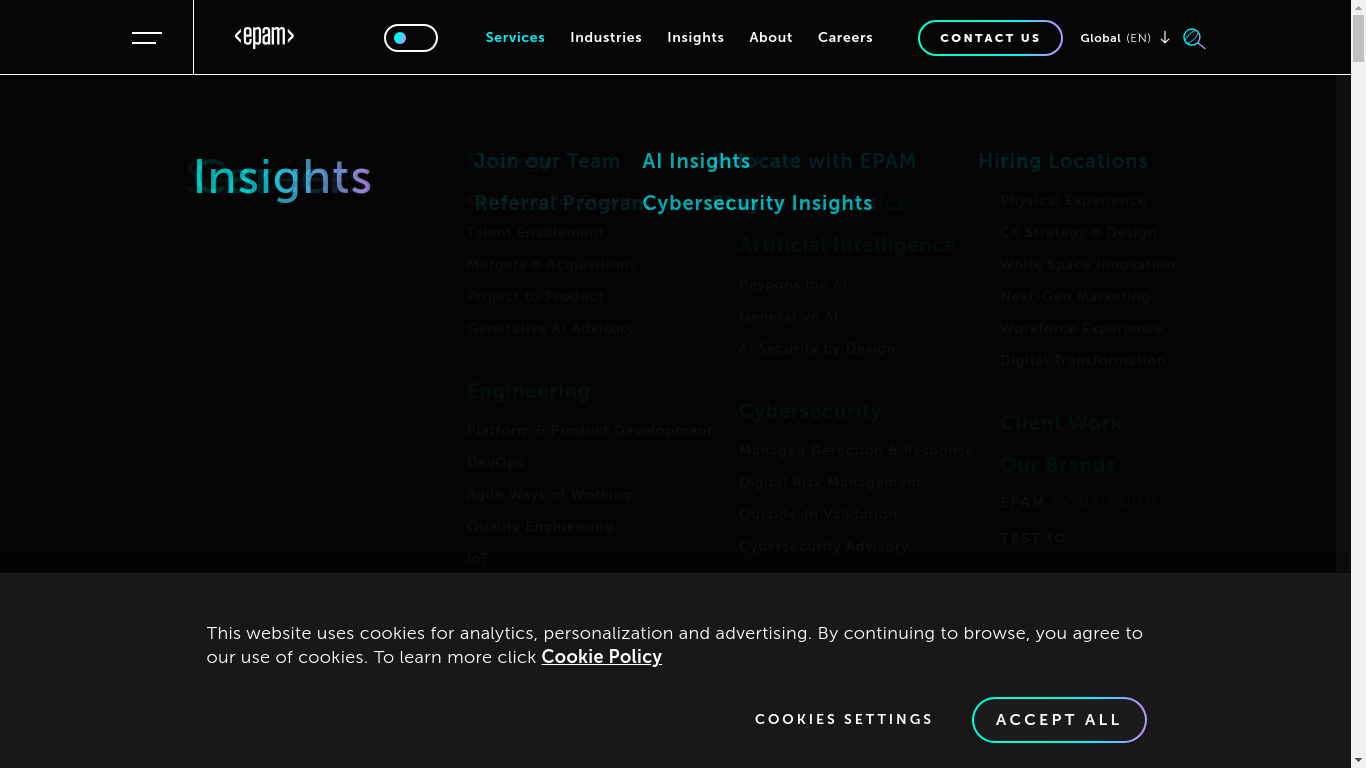 <epam>
Services Industries Insights About Careers
CONTACT US
Global (EN)
Insights
Join our Team
Referral Program
AI Insights
Cybersecurity Insights
Talent Enablement
Mergers & Acquisitions
Project to Product
Generative AI Advisory
Engineering
Platform & Product Development
DevOps
Agile Ways of Working
Quality Engineering
IoT
Artificial Intelligence
Responsible AI
Generative AI
AI Security by Design
Cybersecurity
Managed Detection & Response
Digital Risk Management
Outside-In Validation
Cybersecurity Advisory
Hiring Locations
Physical Experience
CX Strategy & Design
White Space Innovation
Next-Gen Marketing
Workforce Experience
Digital Transformation
Client Work
Our Brands
EPAM CONTINUUM
TEST IO
This website uses cookies for analytics, personalization and advertising. By continuing to browse, you agree to
our use of cookies. To learn more click Cookie Policy
COOKIES SETTINGS
ACCEPT ALL